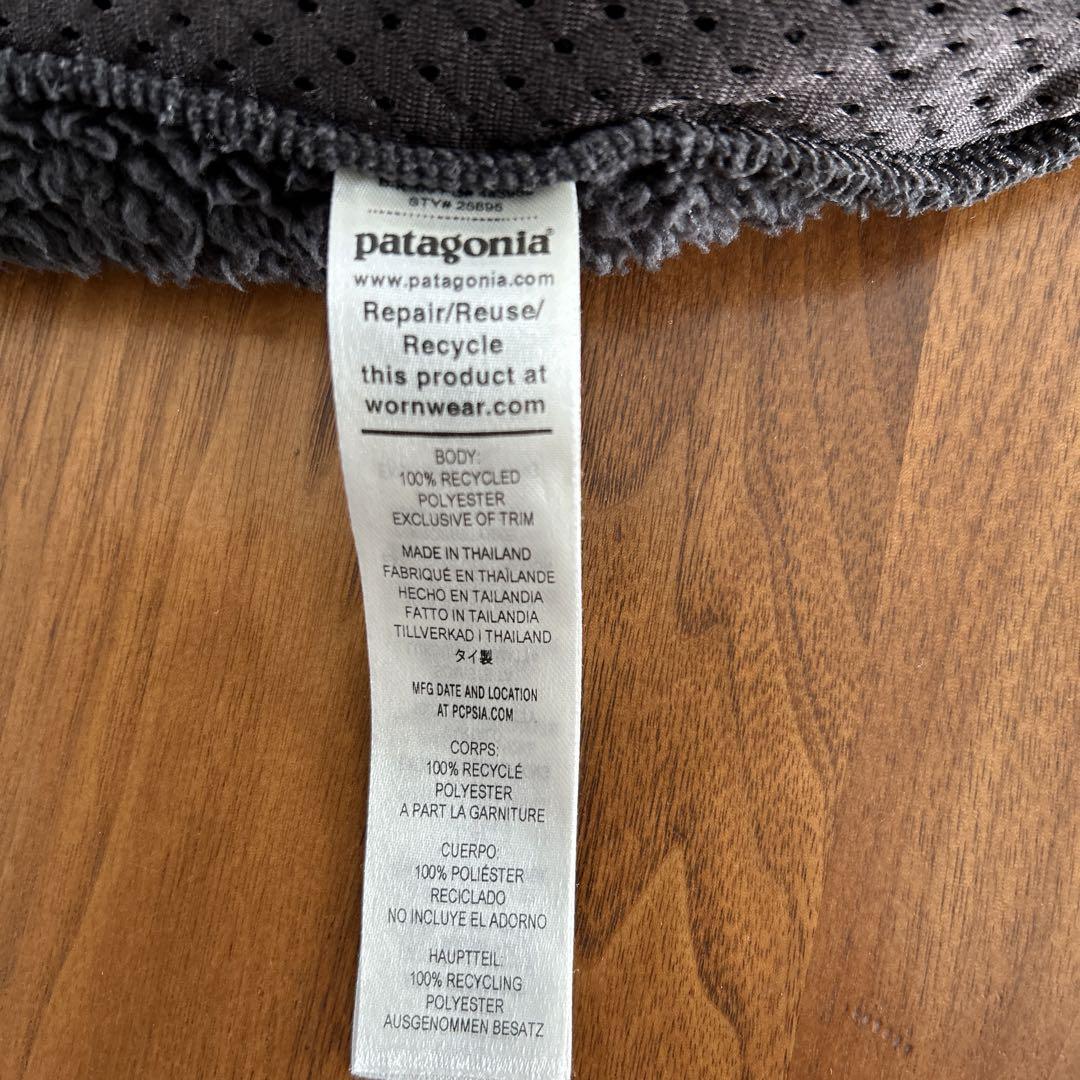 STY# 25895
patagonia®
www.patagonia.com
Repair/Reuse/
Recycle
this product at
wornwear.com
BODY:
100% RECYCLED
POLYESTER
EXCLUSIVE OF TRIM
MADE IN THAILAND
FABRIQUÉ EN THAÏLANDE
HECHO EN TAILANDIA
FATTO IN TAILANDIA
TILLVERKAD I THAILAND
タイ製
MFG DATE AND LOCATION
AT PCPSIA.COM
CORPS:
100% RECYCLÉ
POLYESTER
A PART LA GARNITURE
CUERPO:
100% POLIÉSTER
RECICLADO
NO INCLUYE EL ADORNO
HAUPTTEIL:
100% RECYCLING
POLYESTER
AUSGENOMMEN BESATZ